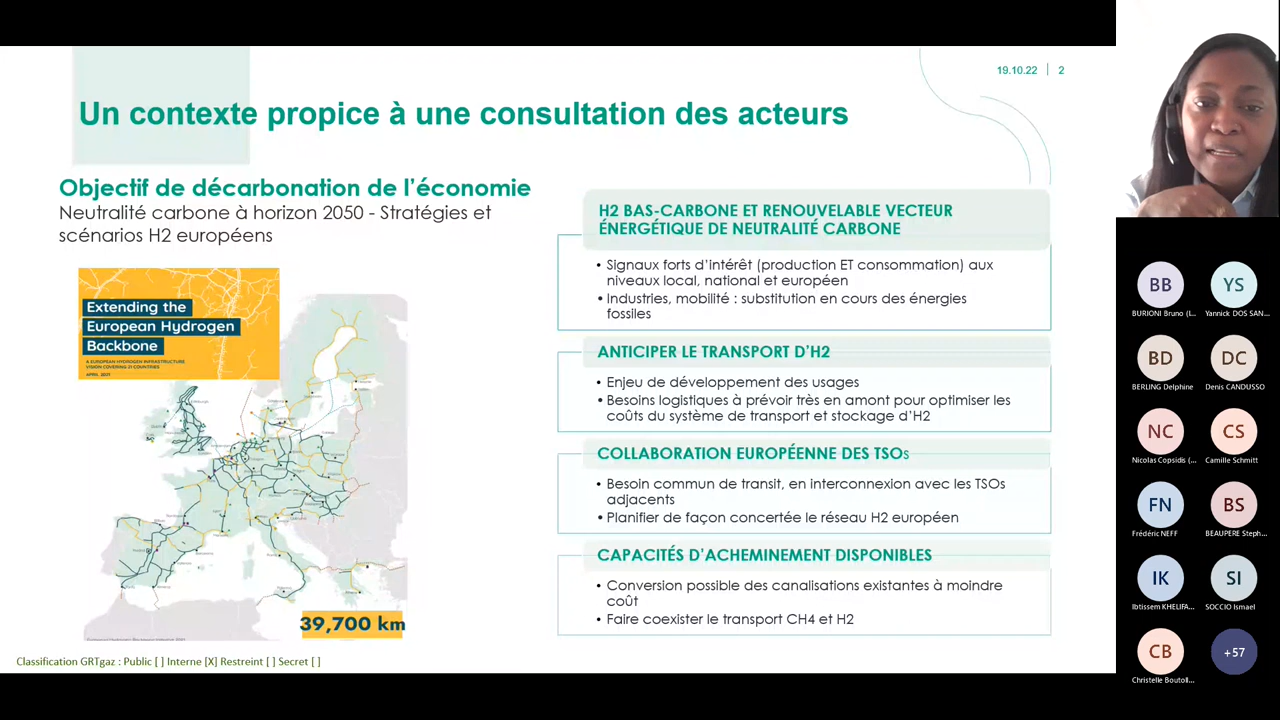 19.10.22 | 2
Un contexte propice à une consultation des acteurs
Objectif de décarbonation de l'économie
Neutralité carbone à horizon 2050 - Stratégies et
scénarios H2 européens
Extending the
European Hydrogen
Backbone
A EUROPEAN HYDROGEN INFRASTRUCTURE
VISION COVERING 21 COUNTRIES
APRIL 2021
39,700 km
H2 BAS-CARBONE ET RENOUVELABLE VECTEUR
ÉNERGÉTIQUE DE NEUTRALITÉ CARBONE
• Signaux forts d'intérêt (production ET consommation) aux
niveaux local, national et européen
• Industries, mobilité : substitution en cours des énergies
fossiles
ANTICIPER LE TRANSPORT D'H2
• Enjeu de développement des usages
• Besoins logistiques à prévoir très en amont pour optimiser les
coûts du système de transport et stockage d'H2
COLLABORATION EUROPÉENNE DES TSOs
• Besoin commun de transit, en interconnexion avec les TSOs
adjacents
• Planifier de façon concertée le réseau H2 européen
CAPACITÉS D'ACHEMINEMENT DISPONIBLES
• Conversion possible des canalisations existantes à moindre
coût
• Faire coexister le transport CH4 et H2
Classification GRTgaz : Public [ ] Interne [X] Restreint [ ] Secret [ ]
BB
BURIONI Bruno (L...
YS
Yannick DOS SAN...
BD
BERLING Delphine
DC
Denis CANDUSSO
NC
Nicolas Copsidis (...
CS
Camille Schmitt
FN
Frédéric NEFF
BS
BEAUPERE Steph...
IK
Ibtissem KHELIFA...
SI
SOCCIO Ismael
CB
Christelle Boutoll...
+57